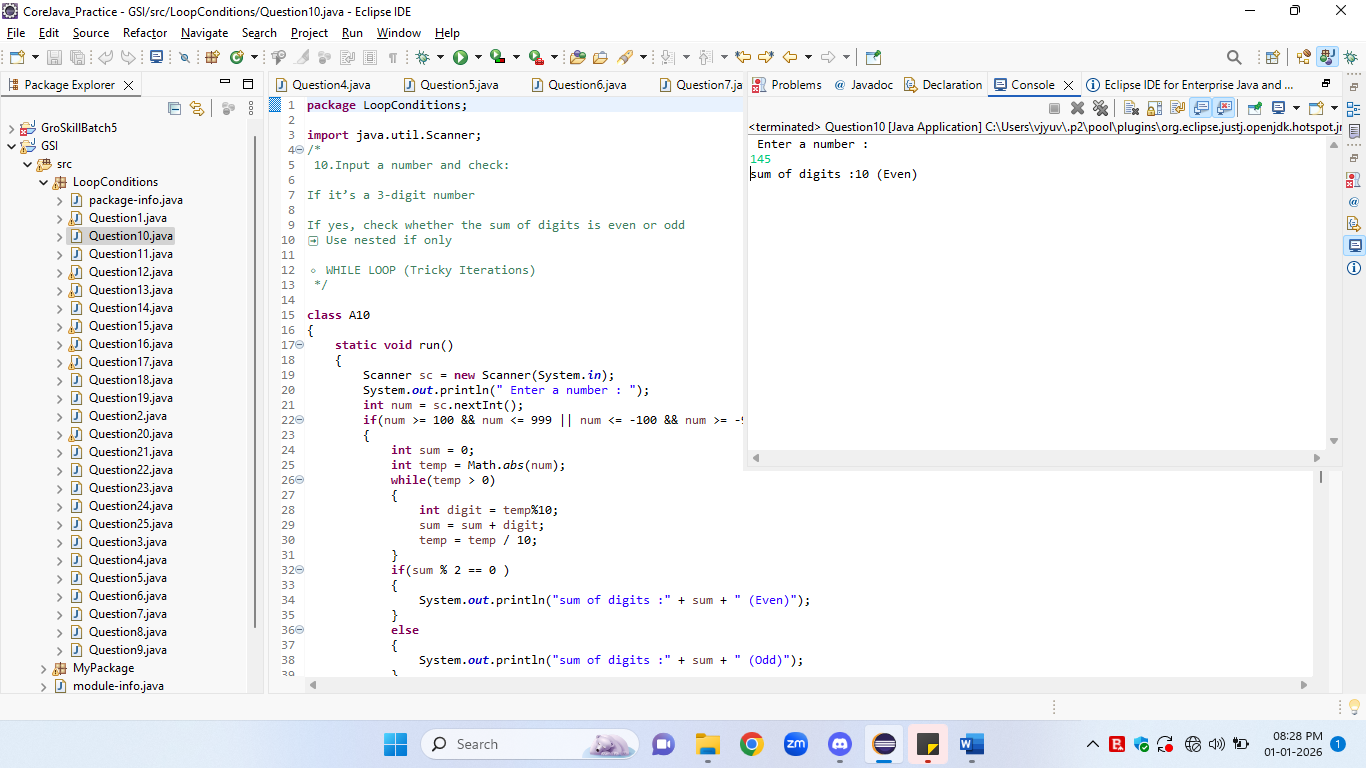 CoreJava_Practice - GSI/src/LoopConditions/Question10.java - Eclipse IDE
File Edit Source Refactor Navigate Search Project Run Window Help
Package Explorer
GroSkillBatch5
GSI
src
LoopConditions
package-info.java
Question1.java
Question10.java
Question11.java
Question12.java
Question13.java
Question14.java
Question15.java
Question16.java
Question17.java
Question18.java
Question19.java
Question2.java
Question20.java
Question21.java
Question22.java
Question23.java
Question24.java
Question25.java
Question3.java
Question4.java
Question5.java
Question6.java
Question7.java
Question8.java
Question9.java
MyPackage
module-info.java
Question4.java Question5.java Question6.java Question7.ja
1 package LoopConditions;
2
3 import java.util.Scanner;
4 /*
5 10.Input a number and check:
6
7 If it’s a 3-digit number
8
9 If yes, check whether the sum of digits is even or odd
10 ➡ Use nested if only
11
12 ⚬ WHILE LOOP (Tricky Iterations)
13 */
14
15 class A10
16 {
17 static void run()
18 {
19 Scanner sc = new Scanner(System.in);
20 System.out.println(" Enter a number : ");
21 int num = sc.nextInt();
22 if(num >= 100 && num <= 999 || num <= -100 && num >= -
23 {
24 int sum = 0;
25 int temp = Math.abs(num);
26 while(temp > 0)
27 {
28 int digit = temp%10;
29 sum = sum + digit;
30 temp = temp / 10;
31 }
32 if(sum % 2 == 0 )
33 {
34 System.out.println("sum of digits :" + sum + " (Even)");
35 }
36 else
37 {
38 System.out.println("sum of digits :" + sum + " (Odd)");
39 }
Problems @ Javadoc Declaration Console Eclipse IDE for Enterprise Java and ...
<terminated> Question10 [Java Application] C:\Users\vjyuv\.p2\pool\plugins\org.eclipse.justj.openjdk.hotspot.jr
Enter a number :
145
sum of digits :10 (Even)
Search
zm
08:28 PM
01-01-2026
1